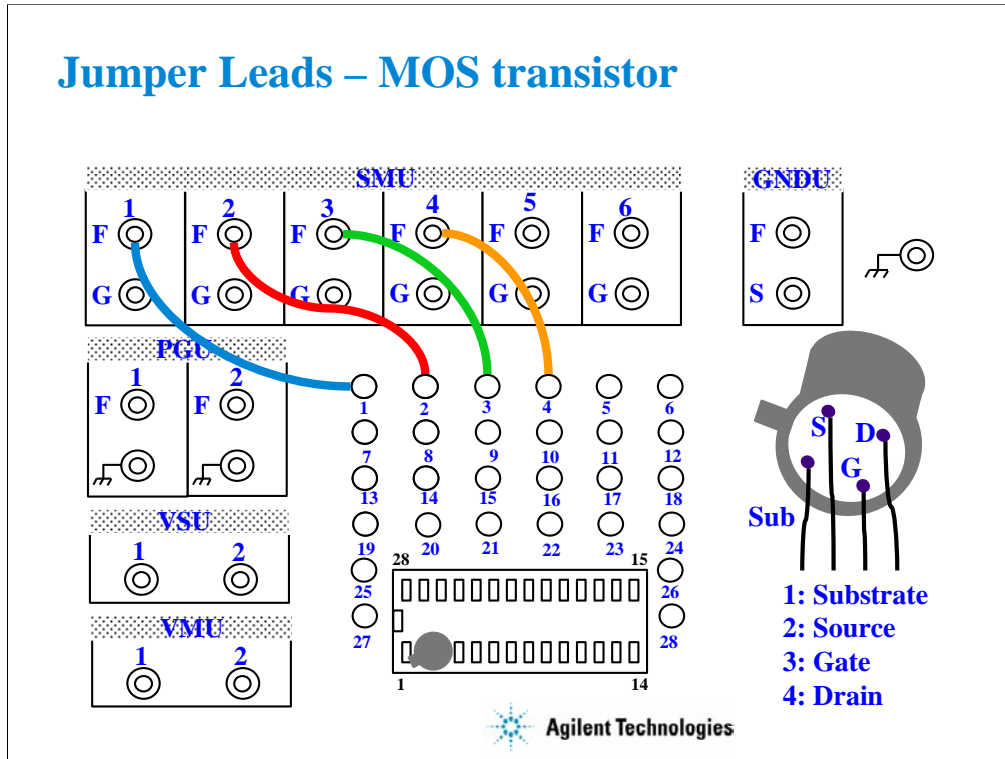 Jumper Leads – MOS transistor
SMU
GNDU
1 2 3 4 5 6
F F F F F F F
G G G G G G S
PGU
1 2
F F
1 2 3 4 5 6
7 8 9 10 11 12
13 14 15 16 17 18
19 20 21 22 23 24
25 26
27 28
VSU
1 2
VMU
1 2
28 15
1 14
S D
G
Sub
1: Substrate
2: Source
3: Gate
4: Drain
Agilent Technologies